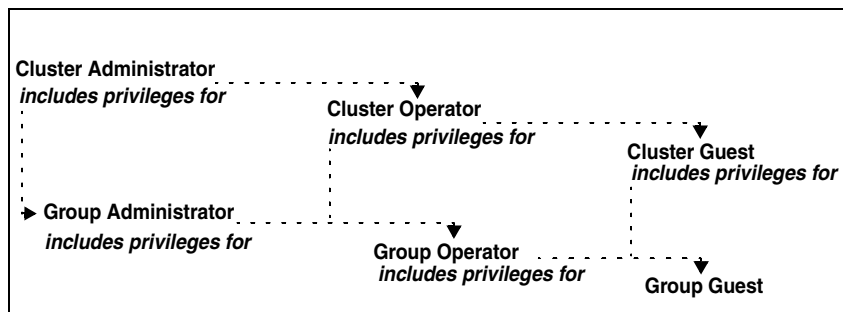 Cluster Administrator
includes privileges for
Cluster Operator
includes privileges for
Cluster Guest
includes privileges for
Group Administrator
includes privileges for
Group Operator
includes privileges for
Group Guest